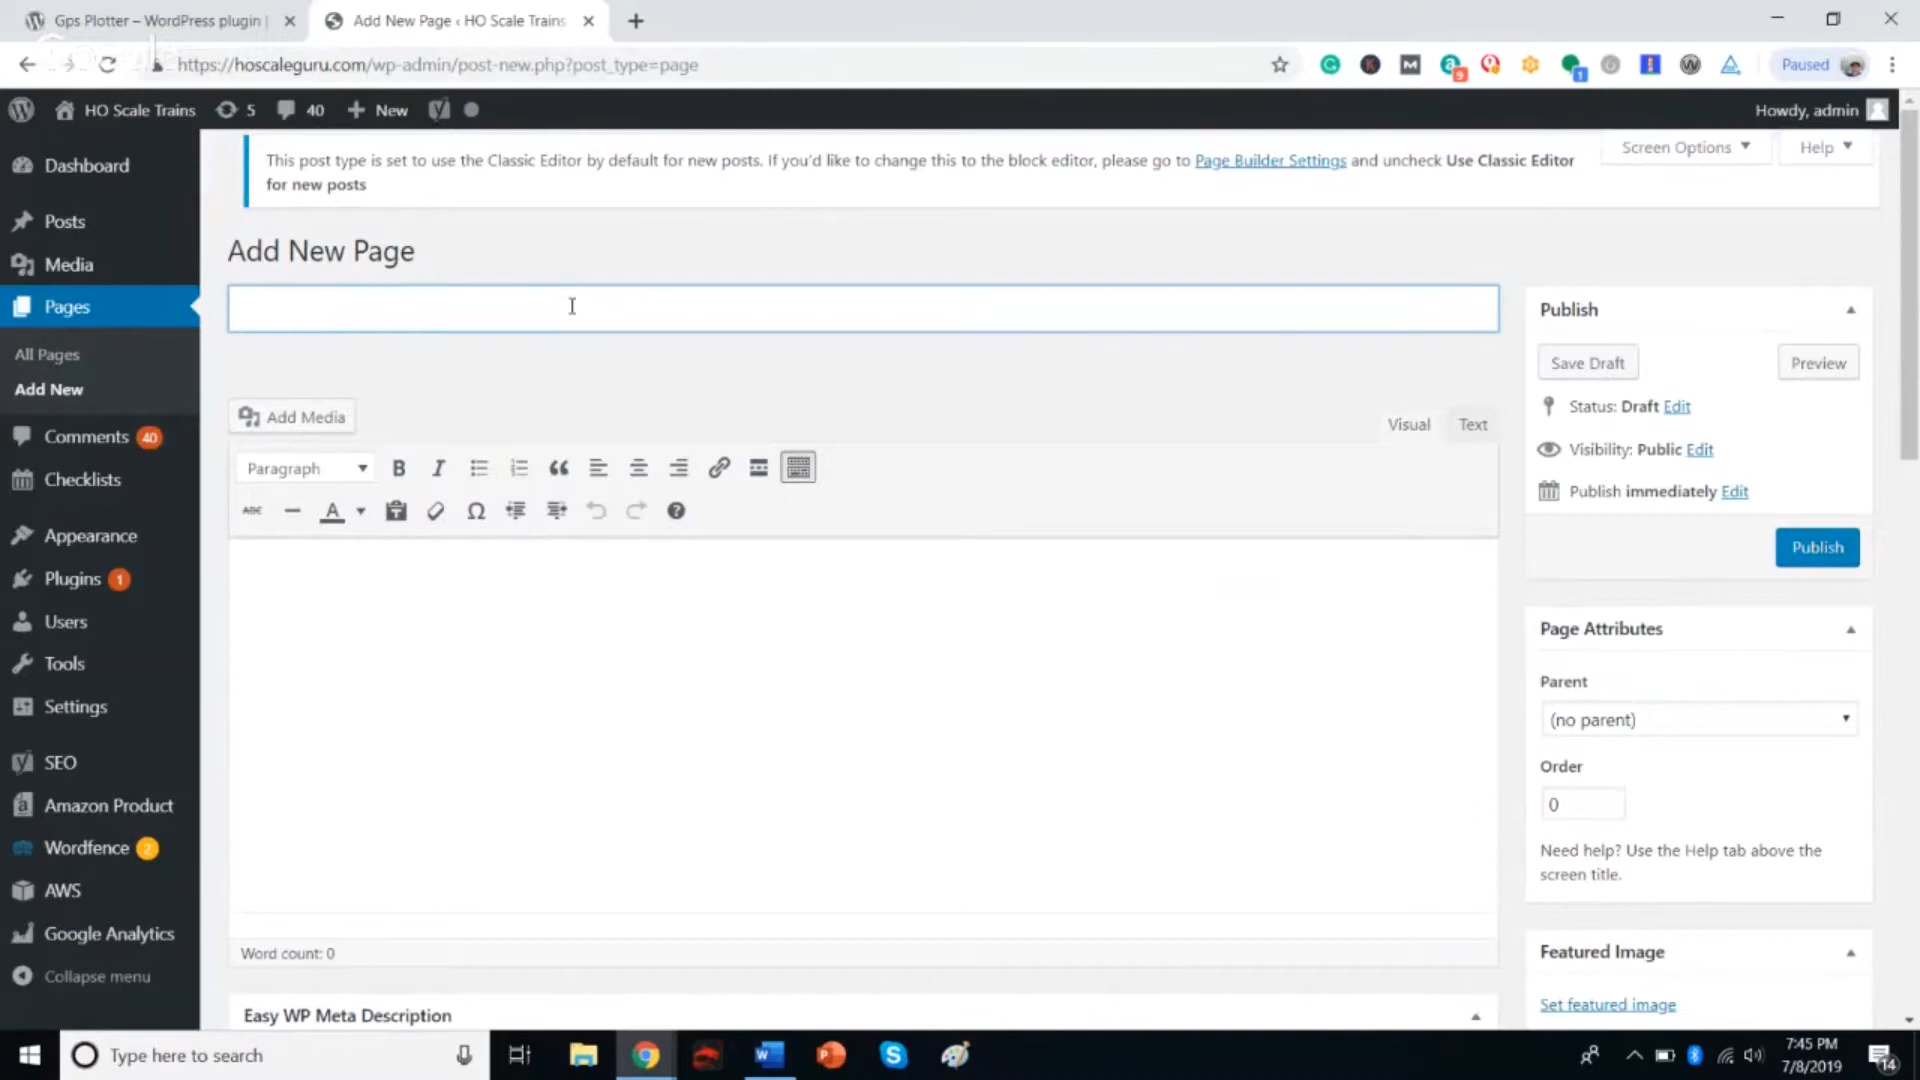 Gps Plotter – WordPress plugin |
Add New Page ‹ HO Scale Trains
https://hoscaleguru.com/wp-admin/post-new.php?post_type=page
9
1
Paused
HO Scale Trains
5
40
New
Howdy, admin
Dashboard
Posts
Media
Pages
All Pages
Add New
Comments 40
Checklists
Appearance
Plugins 1
Users
Tools
Settings
SEO
Amazon Product
Wordfence 2
AWS
Google Analytics
Collapse menu
This post type is set to use the Classic Editor by default for new posts. If you'd like to change this to the block editor, please go to Page Builder Settings and uncheck Use Classic Editor
for new posts
Screen Options
Help
Add New Page
Add Media
Visual
Text
Paragraph
B
I
ABC
A
Ω
Word count: 0
Easy WP Meta Description
Publish
Save Draft
Preview
Status: Draft Edit
Visibility: Public Edit
Publish immediately Edit
Publish
Page Attributes
Parent
(no parent)
Order
0
Need help? Use the Help tab above the
screen title.
Featured Image
Set featured image
Type here to search
7:45 PM
7/8/2019
14